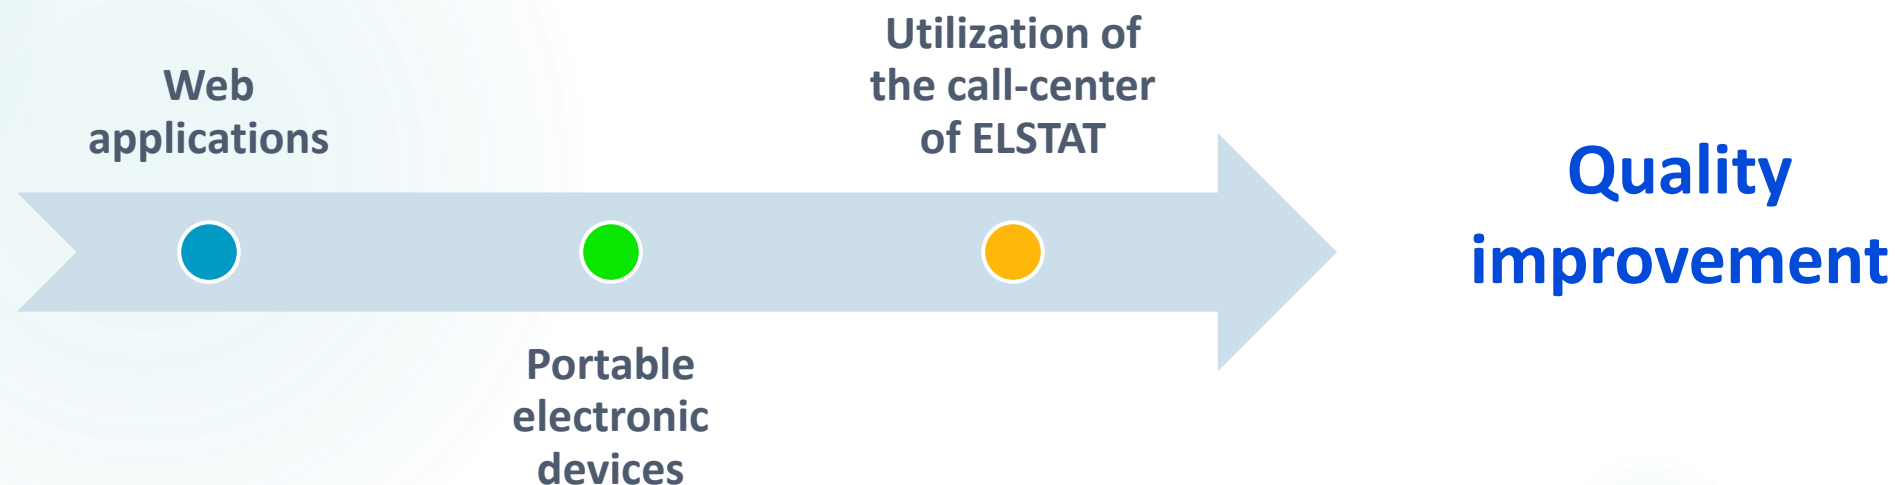 Web
applications
Portable
electronic
devices
Utilization of
the call-center
of ELSTAT
Quality
improvement